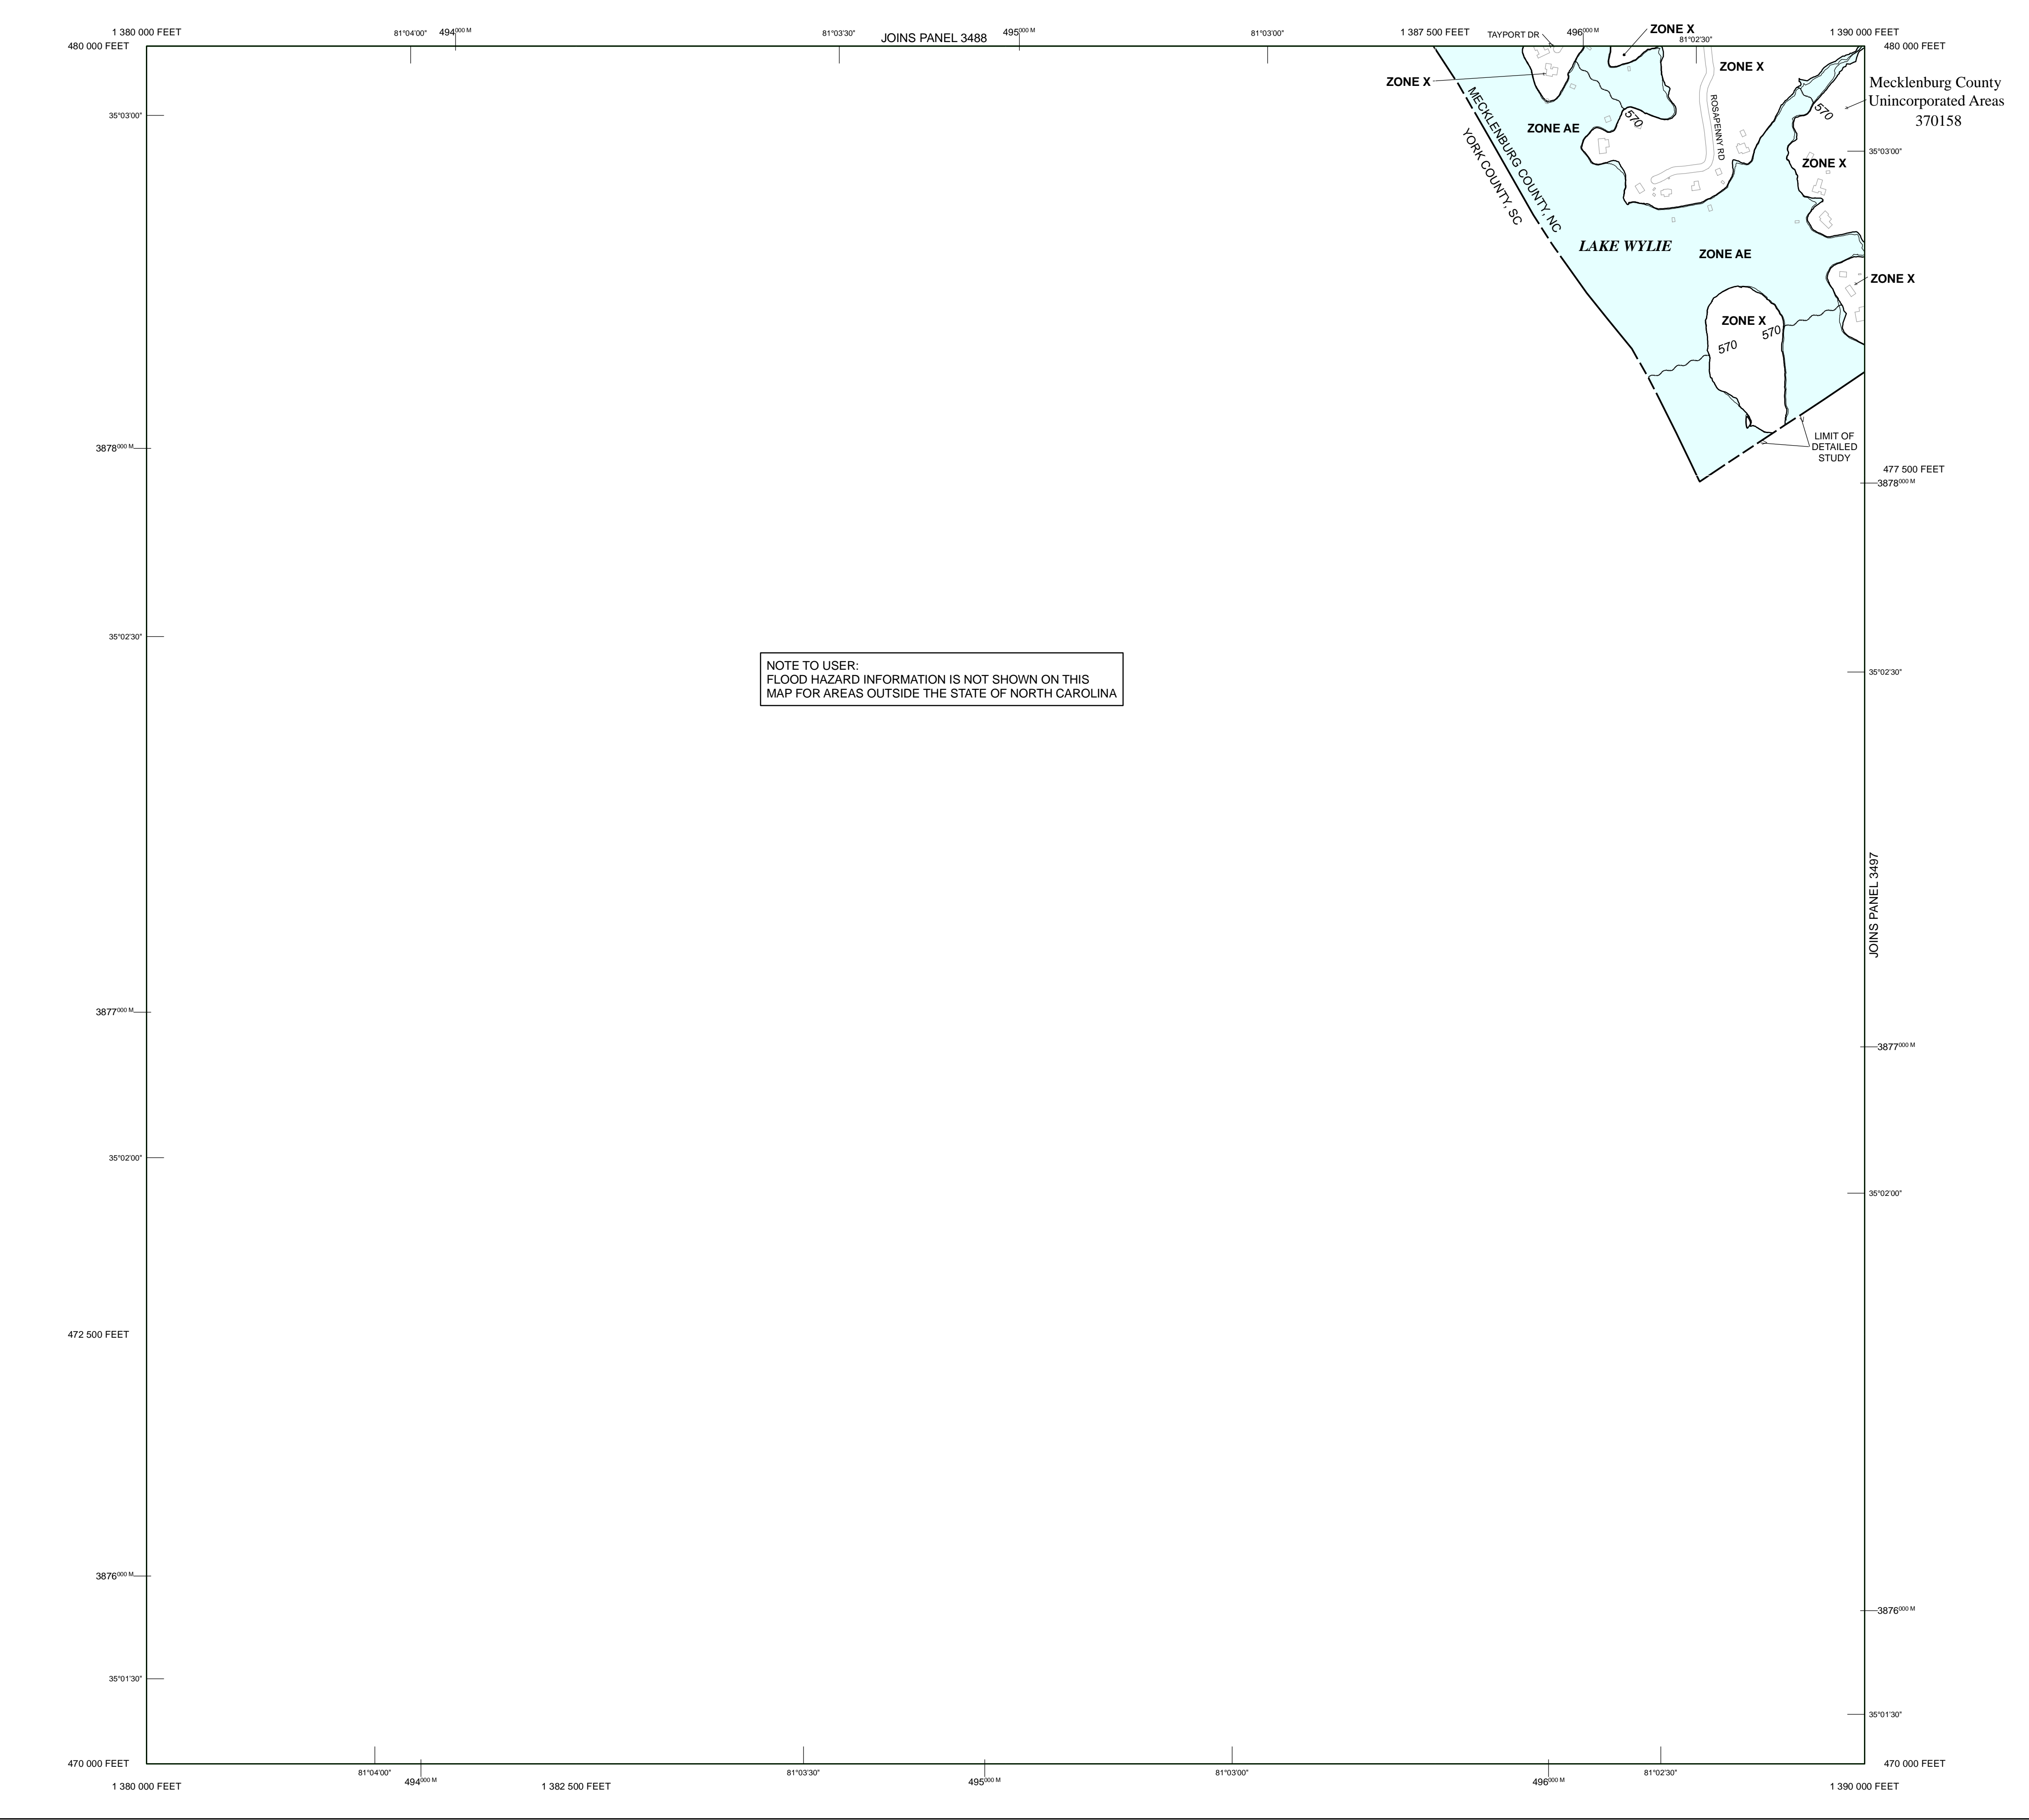 1 380 000 FEET
81°04'00"
494000 M
81°03'30"
JOINS PANEL 3488
495000 M
81°03'00"
1 387 500 FEET
TAYPORT DR
496000 M
ZONE X
81°02'30"
1 390 000 FEET
480 000 FEET
480 000 FEET
ZONE X
ZONE X
Mecklenburg County
Unincorporated Areas
370158
35°03'00"
35°03'00"
MECKLENBURG COUNTY, NC
YORK COUNTY, SC
ZONE AE
570
ROSAPENNY RD
570
ZONE X
LAKE WYLIE
ZONE AE
ZONE X
ZONE X
570
570
LIMIT OF
DETAILED
STUDY
3878000 M
477 500 FEET
3878000 M
35°02'30"
35°02'30"
NOTE TO USER:
FLOOD HAZARD INFORMATION IS NOT SHOWN ON THIS
MAP FOR AREAS OUTSIDE THE STATE OF NORTH CAROLINA
JOINS PANEL 3497
3877000 M
3877000 M
35°02'00"
35°02'00"
472 500 FEET
3876000 M
3876000 M
35°01'30"
35°01'30"
470 000 FEET
470 000 FEET
1 380 000 FEET
81°04'00"
494000 M
1 382 500 FEET
81°03'30"
495000 M
81°03'00"
496000 M
81°02'30"
1 390 000 FEET